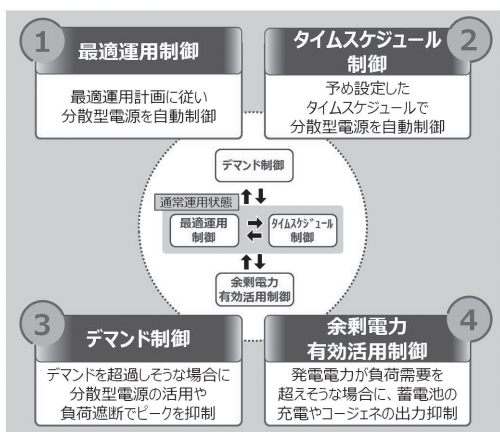 1
最適運用制御
最適運用計画に従い
分散型電源を自動制御
2
タイムスケジュール
制御
予め設定した
タイムスケジュールで
分散型電源を自動制御
デマンド制御
通常運用状態
最適運用
制御
ﾀｲﾑｽｹｼﾞｭｰﾙ
制御
余剰電力
有効活用制御
3
デマンド制御
デマンドを超過しそうな場合に
分散型電源の活用や
負荷遮断でピークを抑制
4
余剰電力
有効活用制御
発電電力が負荷需要を
超えそうな場合に、蓄電池の
充電やコージェネの出力抑制